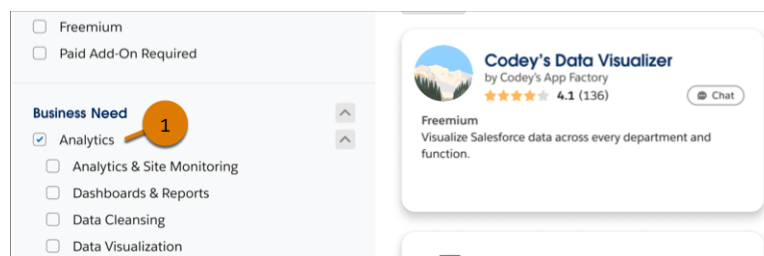 Freemium
Paid Add-On Required
Business Need
Analytics
1
Analytics & Site Monitoring
Dashboards & Reports
Data Cleansing
Data Visualization
Codey's Data Visualizer
by Codey's App Factory
4.1 (136)
Chat
Freemium
Visualize Salesforce data across every department and
function.